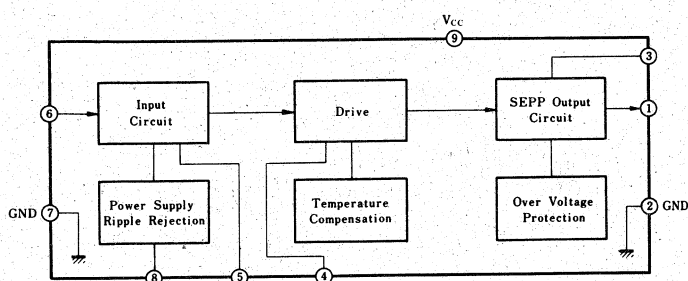 VCC
9
3
Input
Circuit
Drive
SEPP Output
Circuit
6
1
Power Supply
Ripple Rejection
Temperature
Compensation
Over Voltage
Protection
GND 7
2 GND
8
5
4